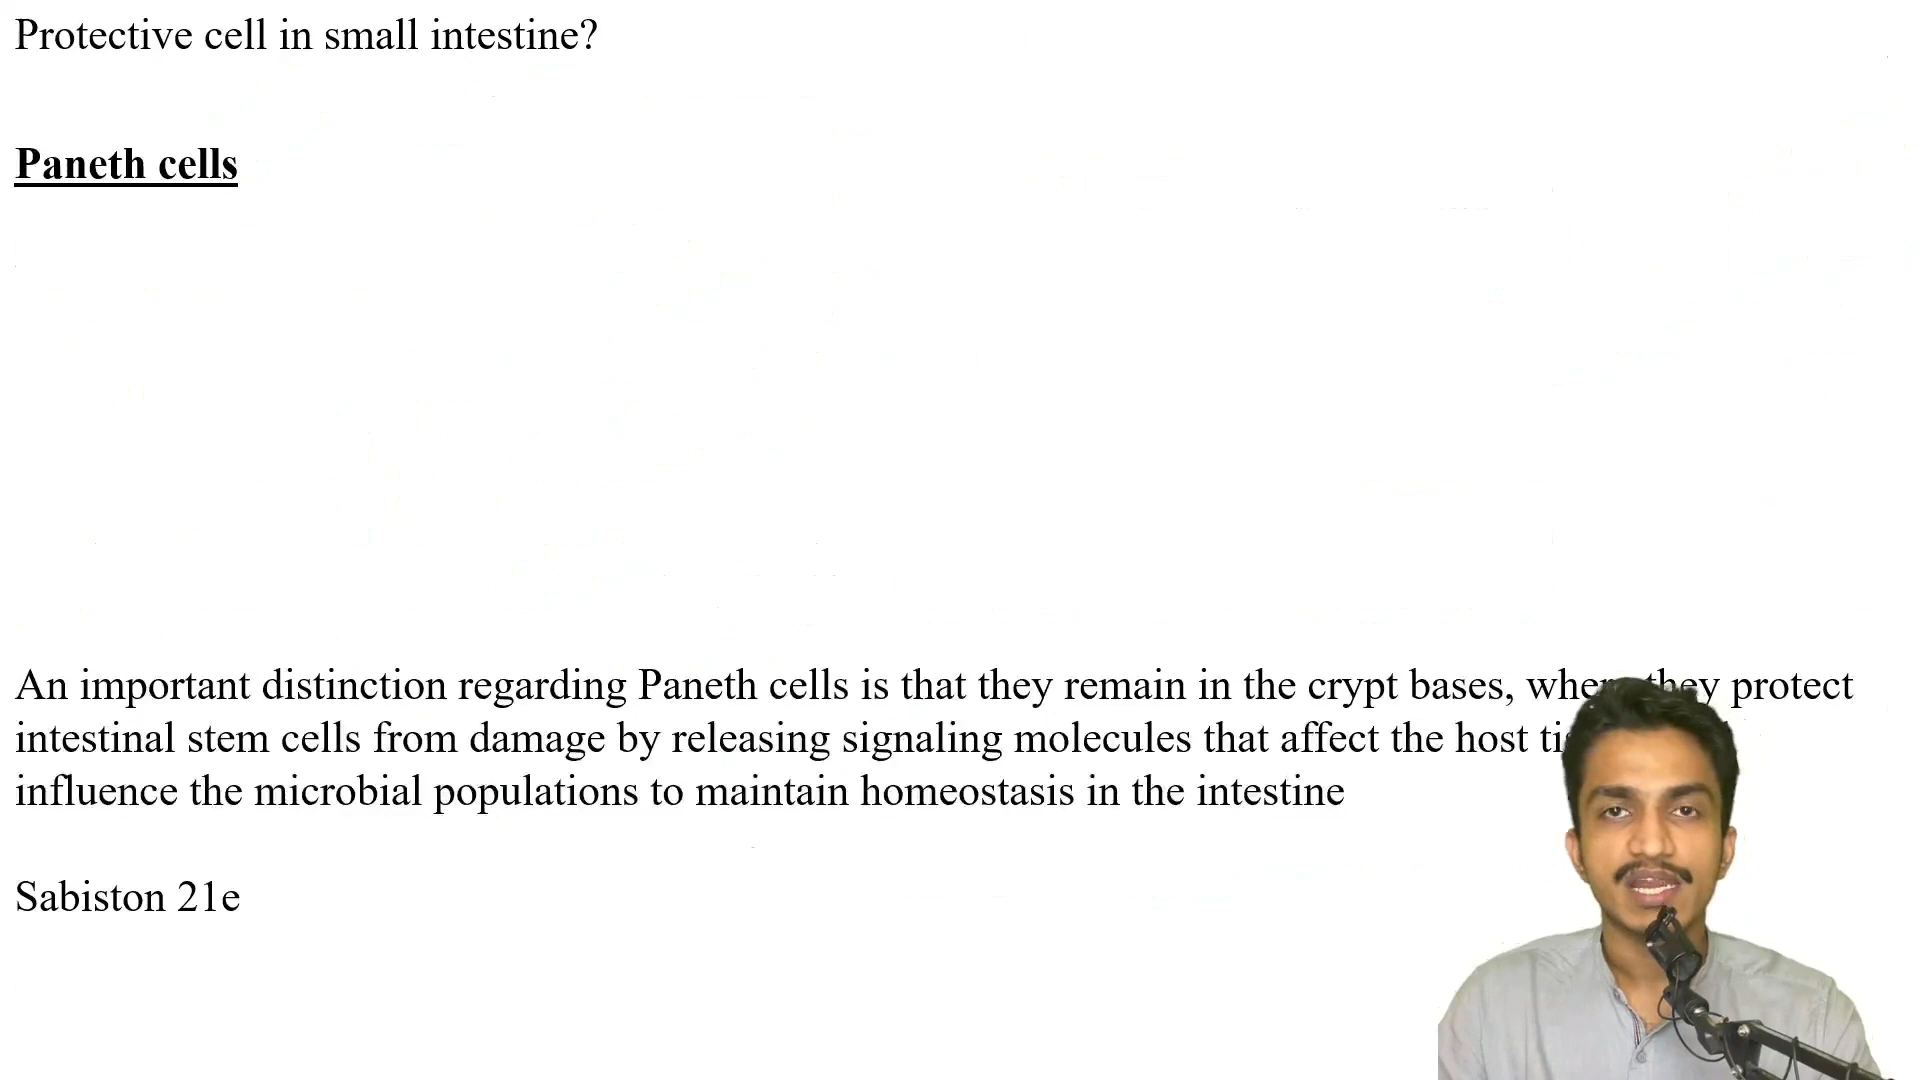 Protective cell in small intestine?
Paneth cells
An important distinction regarding Paneth cells is that they remain in the crypt bases, where they protect
intestinal stem cells from damage by releasing signaling molecules that affect the host
influence the microbial populations to maintain homeostasis in the intestine
Sabiston 21e